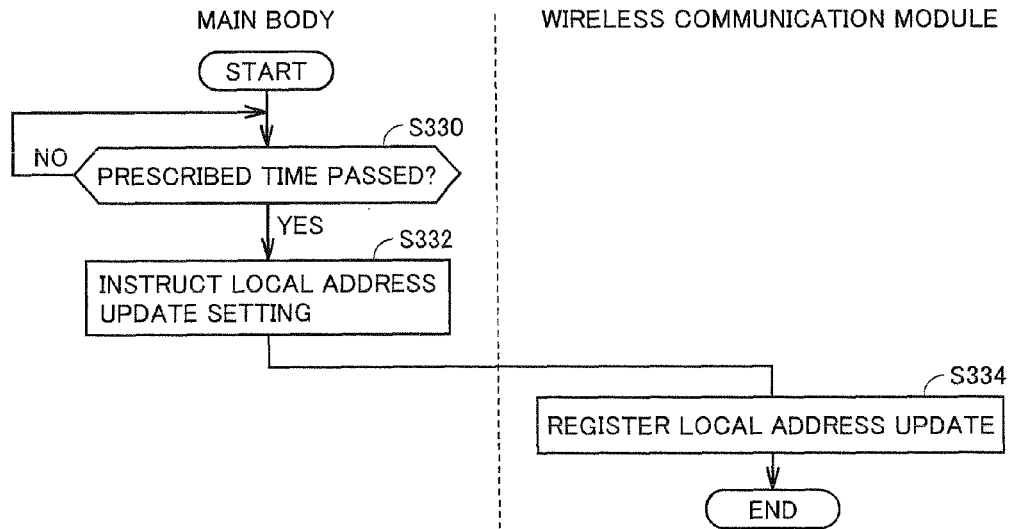 MAIN BODY
WIRELESS COMMUNICATION MODULE
START
S330
NO
PRESCRIBED TIME PASSED?
YES
S332
INSTRUCT LOCAL ADDRESS
UPDATE SETTING
S334
REGISTER LOCAL ADDRESS UPDATE
END